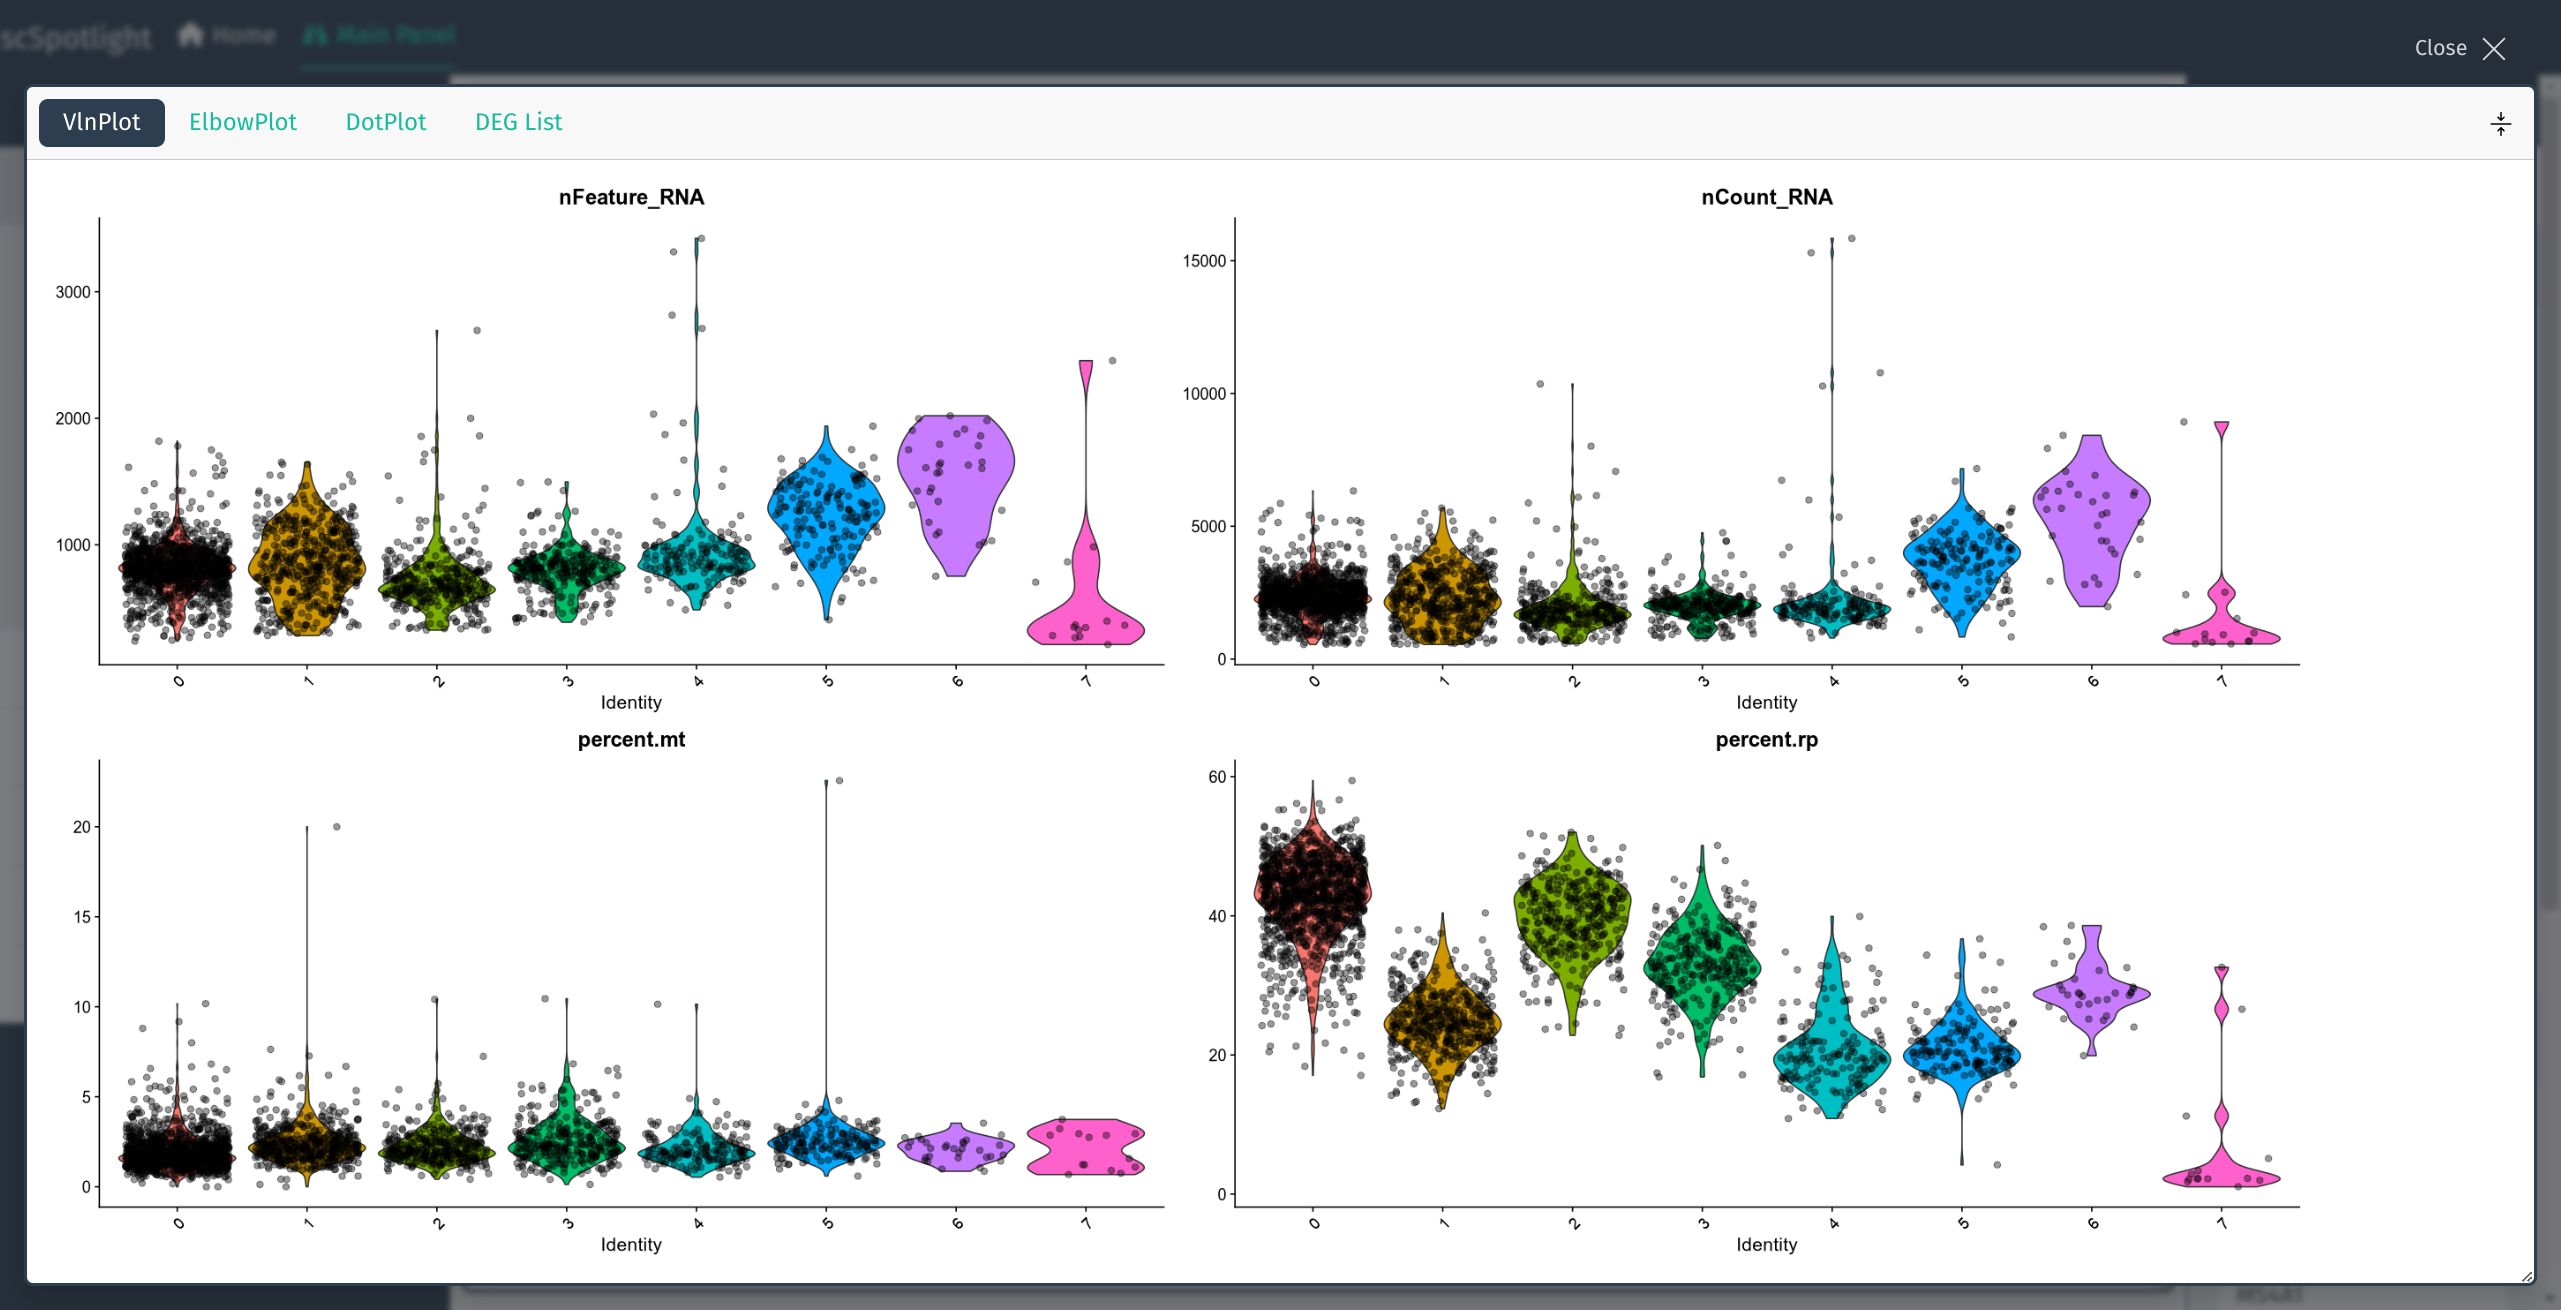 scSpotlight Home Main Panel
Close
VlnPlot ElbowPlot DotPlot DEG List
nFeature_RNA
3000
2000
1000
0 1 2 3 4 5 6 7
Identity
nCount_RNA
15000
10000
5000
0
0 1 2 3 4 5 6 7
Identity
percent.mt
20
15
10
5
0
0 1 2 3 4 5 6 7
Identity
percent.rp
60
40
20
0
0 1 2 3 4 5 6 7
Identity
MS4A1